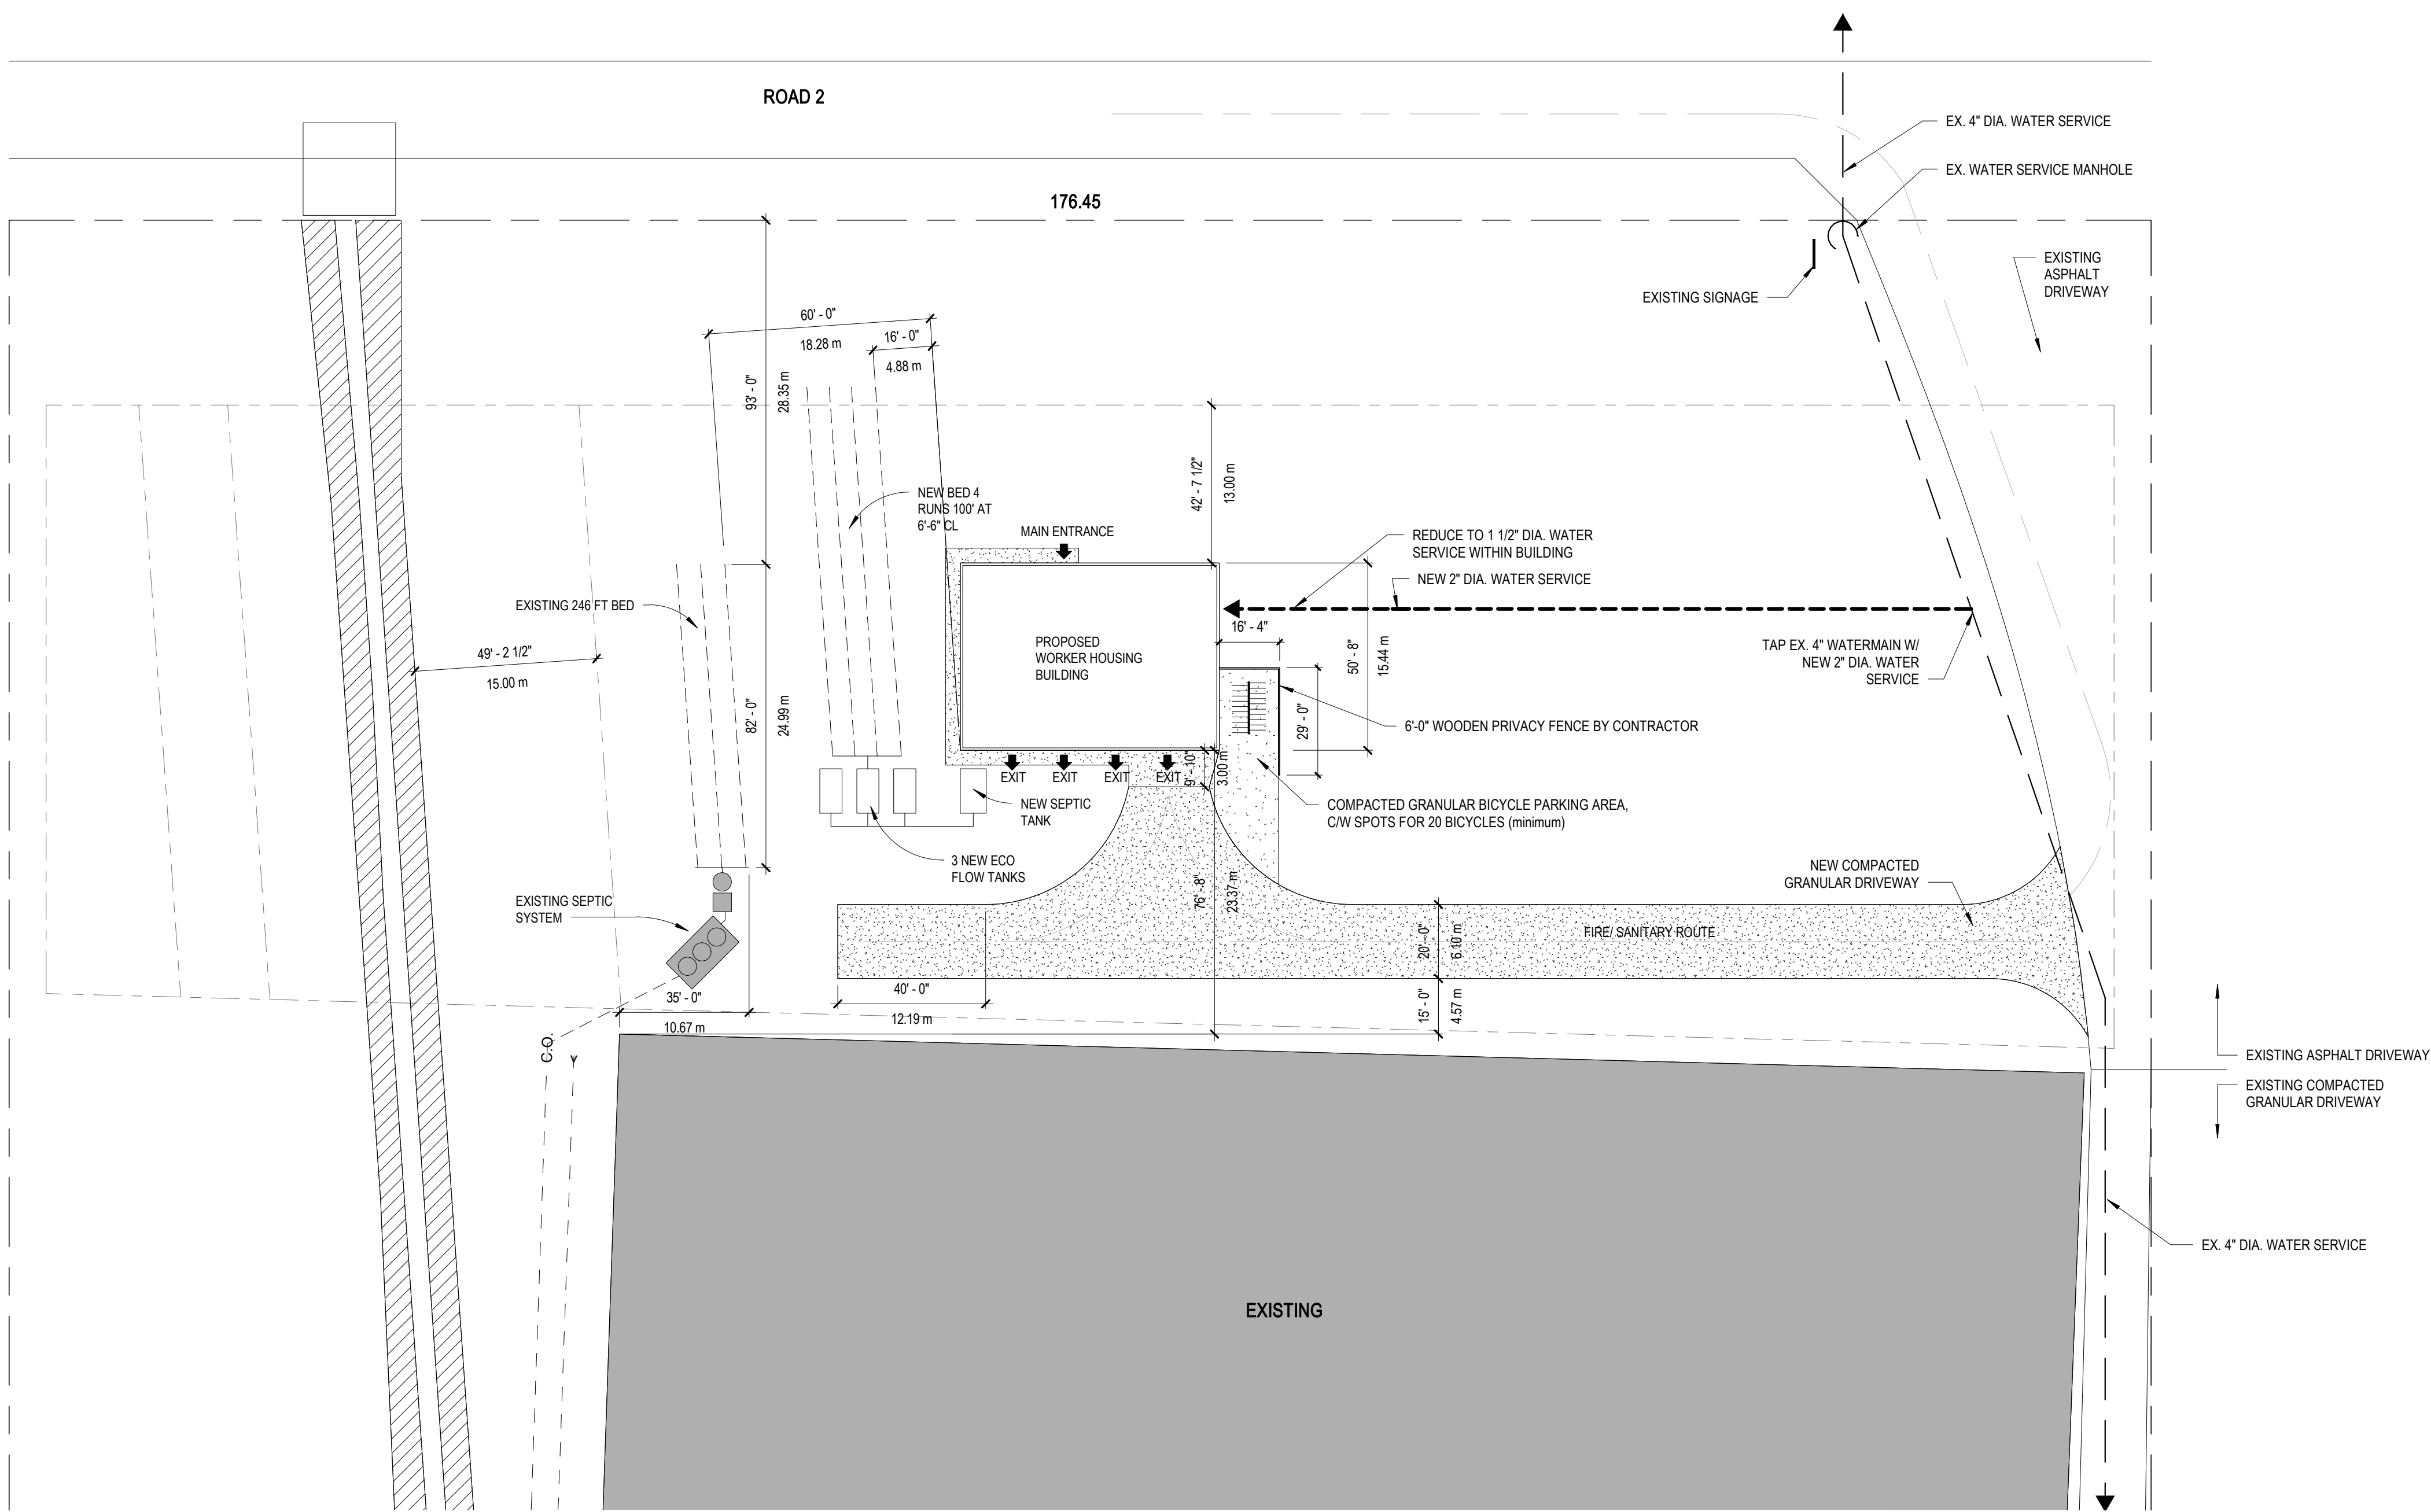 ROAD 2
EX. 4" DIA. WATER SERVICE
EX. WATER SERVICE MANHOLE
176.45
EXISTING
ASPHALT
DRIVEWAY
EXISTING SIGNAGE
60' - 0"
18.28 m
16' - 0"
4.88 m
93' - 0"
28.35 m
42' - 7 1/2"
13.00 m
NEW BED 4
RUNS 100' AT
6'-6" CL
MAIN ENTRANCE
REDUCE TO 1 1/2" DIA. WATER
SERVICE WITHIN BUILDING
NEW 2" DIA. WATER SERVICE
EXISTING 246 FT BED
16' - 4"
PROPOSED
WORKER HOUSING
BUILDING
50' - 8"
15.44 m
TAP EX. 4" WATERMAIN W/
NEW 2" DIA. WATER
SERVICE
49' - 2 1/2"
15.00 m
82' - 0"
24.99 m
29' - 0"
6'-0" WOODEN PRIVACY FENCE BY CONTRACTOR
EXIT
EXIT
EXIT
EXIT
9' - 10"
3.00 m
NEW SEPTIC
TANK
COMPACTED GRANULAR BICYCLE PARKING AREA,
C/W SPOTS FOR 20 BICYCLES (minimum)
3 NEW ECO
FLOW TANKS
NEW COMPACTED
GRANULAR DRIVEWAY
EXISTING SEPTIC
SYSTEM
76' - 8"
23.37 m
FIRE/ SANITARY ROUTE
20' - 0"
6.10 m
40' - 0"
12.19 m
15' - 0"
4.57 m
35' - 0"
10.67 m
C.O.
Y
EXISTING ASPHALT DRIVEWAY
EXISTING COMPACTED
GRANULAR DRIVEWAY
EX. 4" DIA. WATER SERVICE
EXISTING